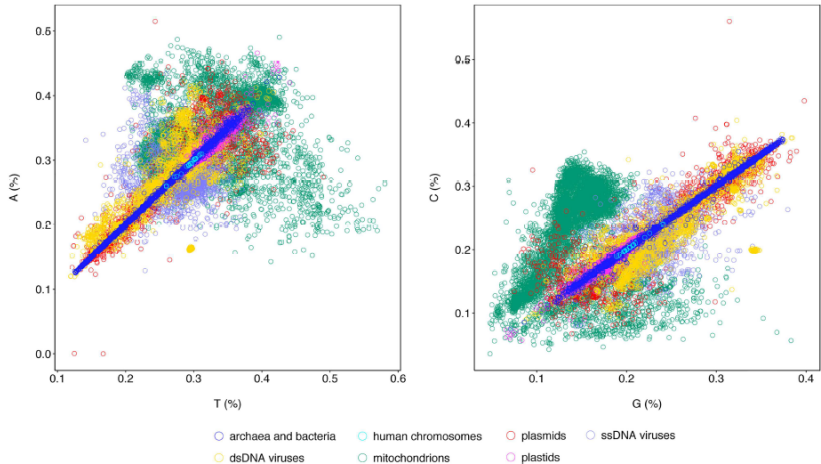 0.5
0.4
0.3
0.2
0.1
0.0
A (%)
0.1 0.2 0.3 0.4 0.5 0.6
T (%)
0.5
0.4
0.3
0.2
0.1
C (%)
0.1 0.2 0.3 0.4
G (%)
archaea and bacteria human chromosomes plasmids ssDNA viruses
dsDNA viruses mitochondrions plastids